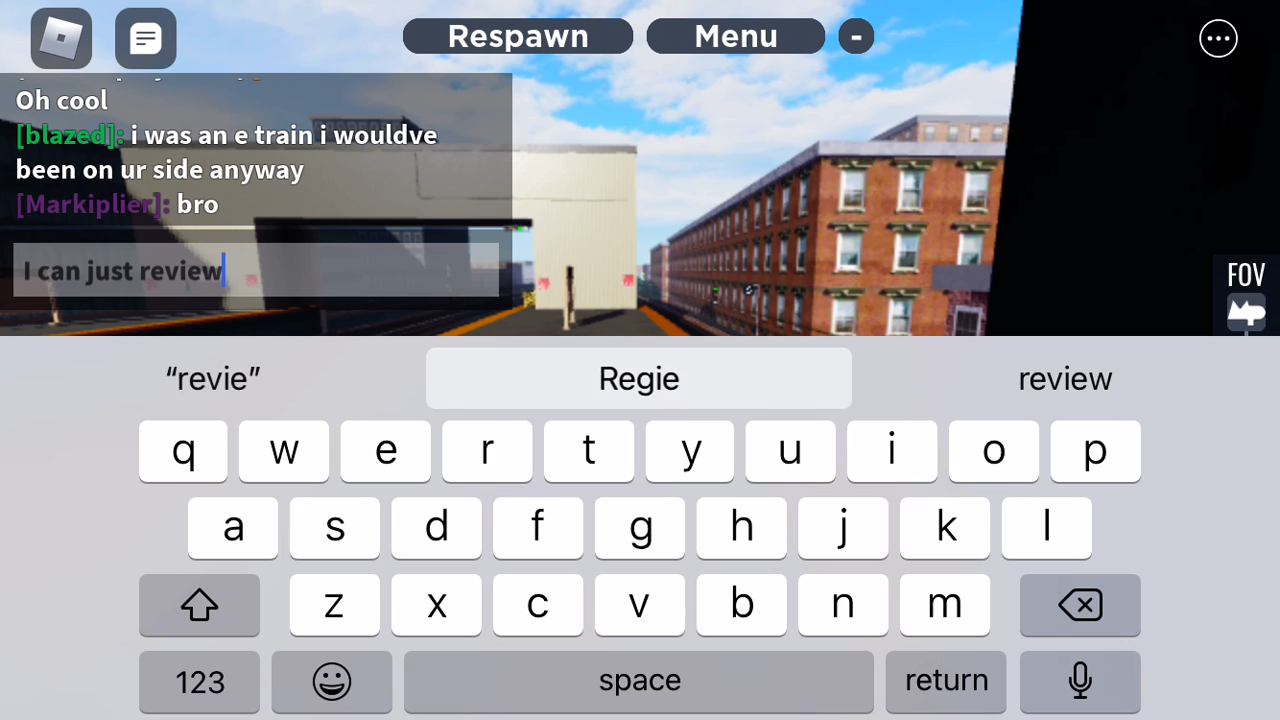 Respawn Menu -
Oh cool
[blazed]: i was an e train i wouldve
been on ur side anyway
[Markiplier]: bro
I can just review
FOV
“revie” Regie review
q w e r t y u i o p
a s d f g h j k l
z x c v b n m
123 space return